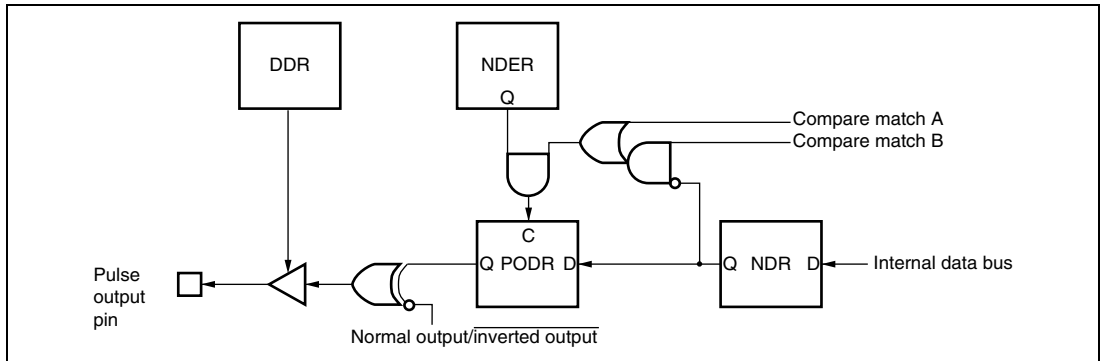 DDR
NDER
Q
Compare match A
Compare match B
C
Q PODR D
Q NDR D
Internal data bus
Pulse
output
pin
Normal output/inverted output